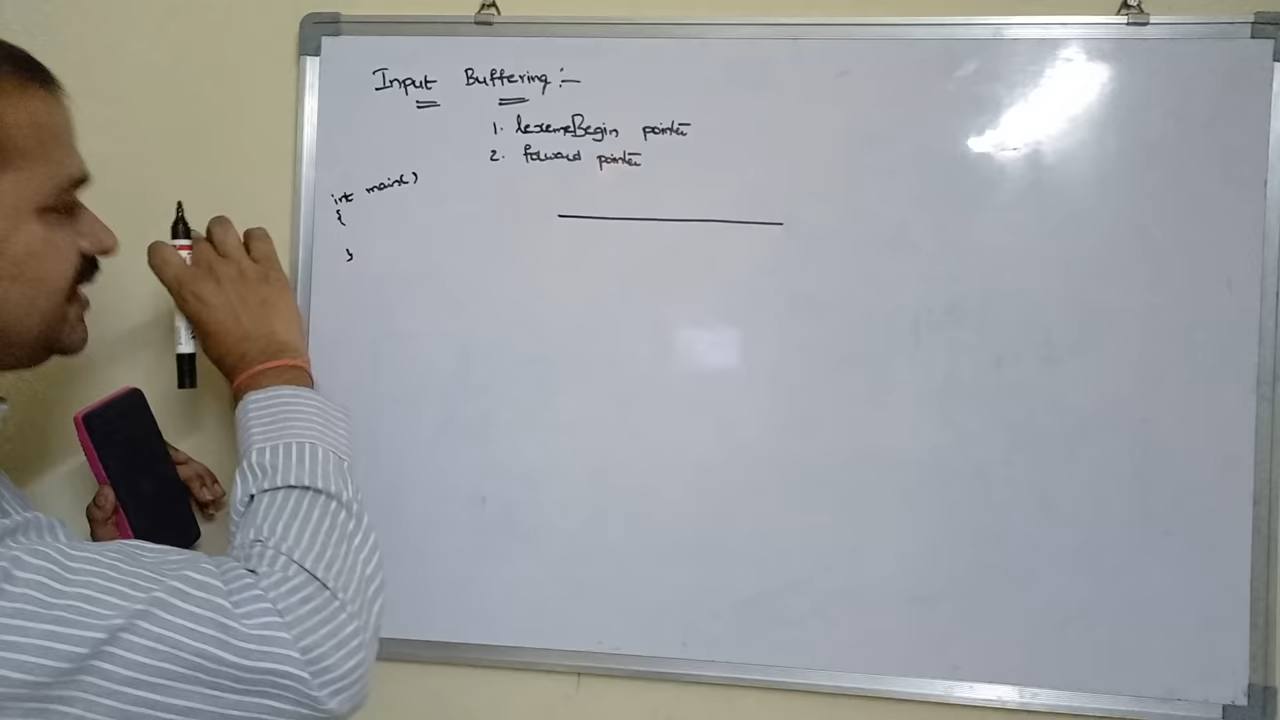 Input Buffering :-
1. lexemeBegin pointer
2. forward pointer
int main()
{
}